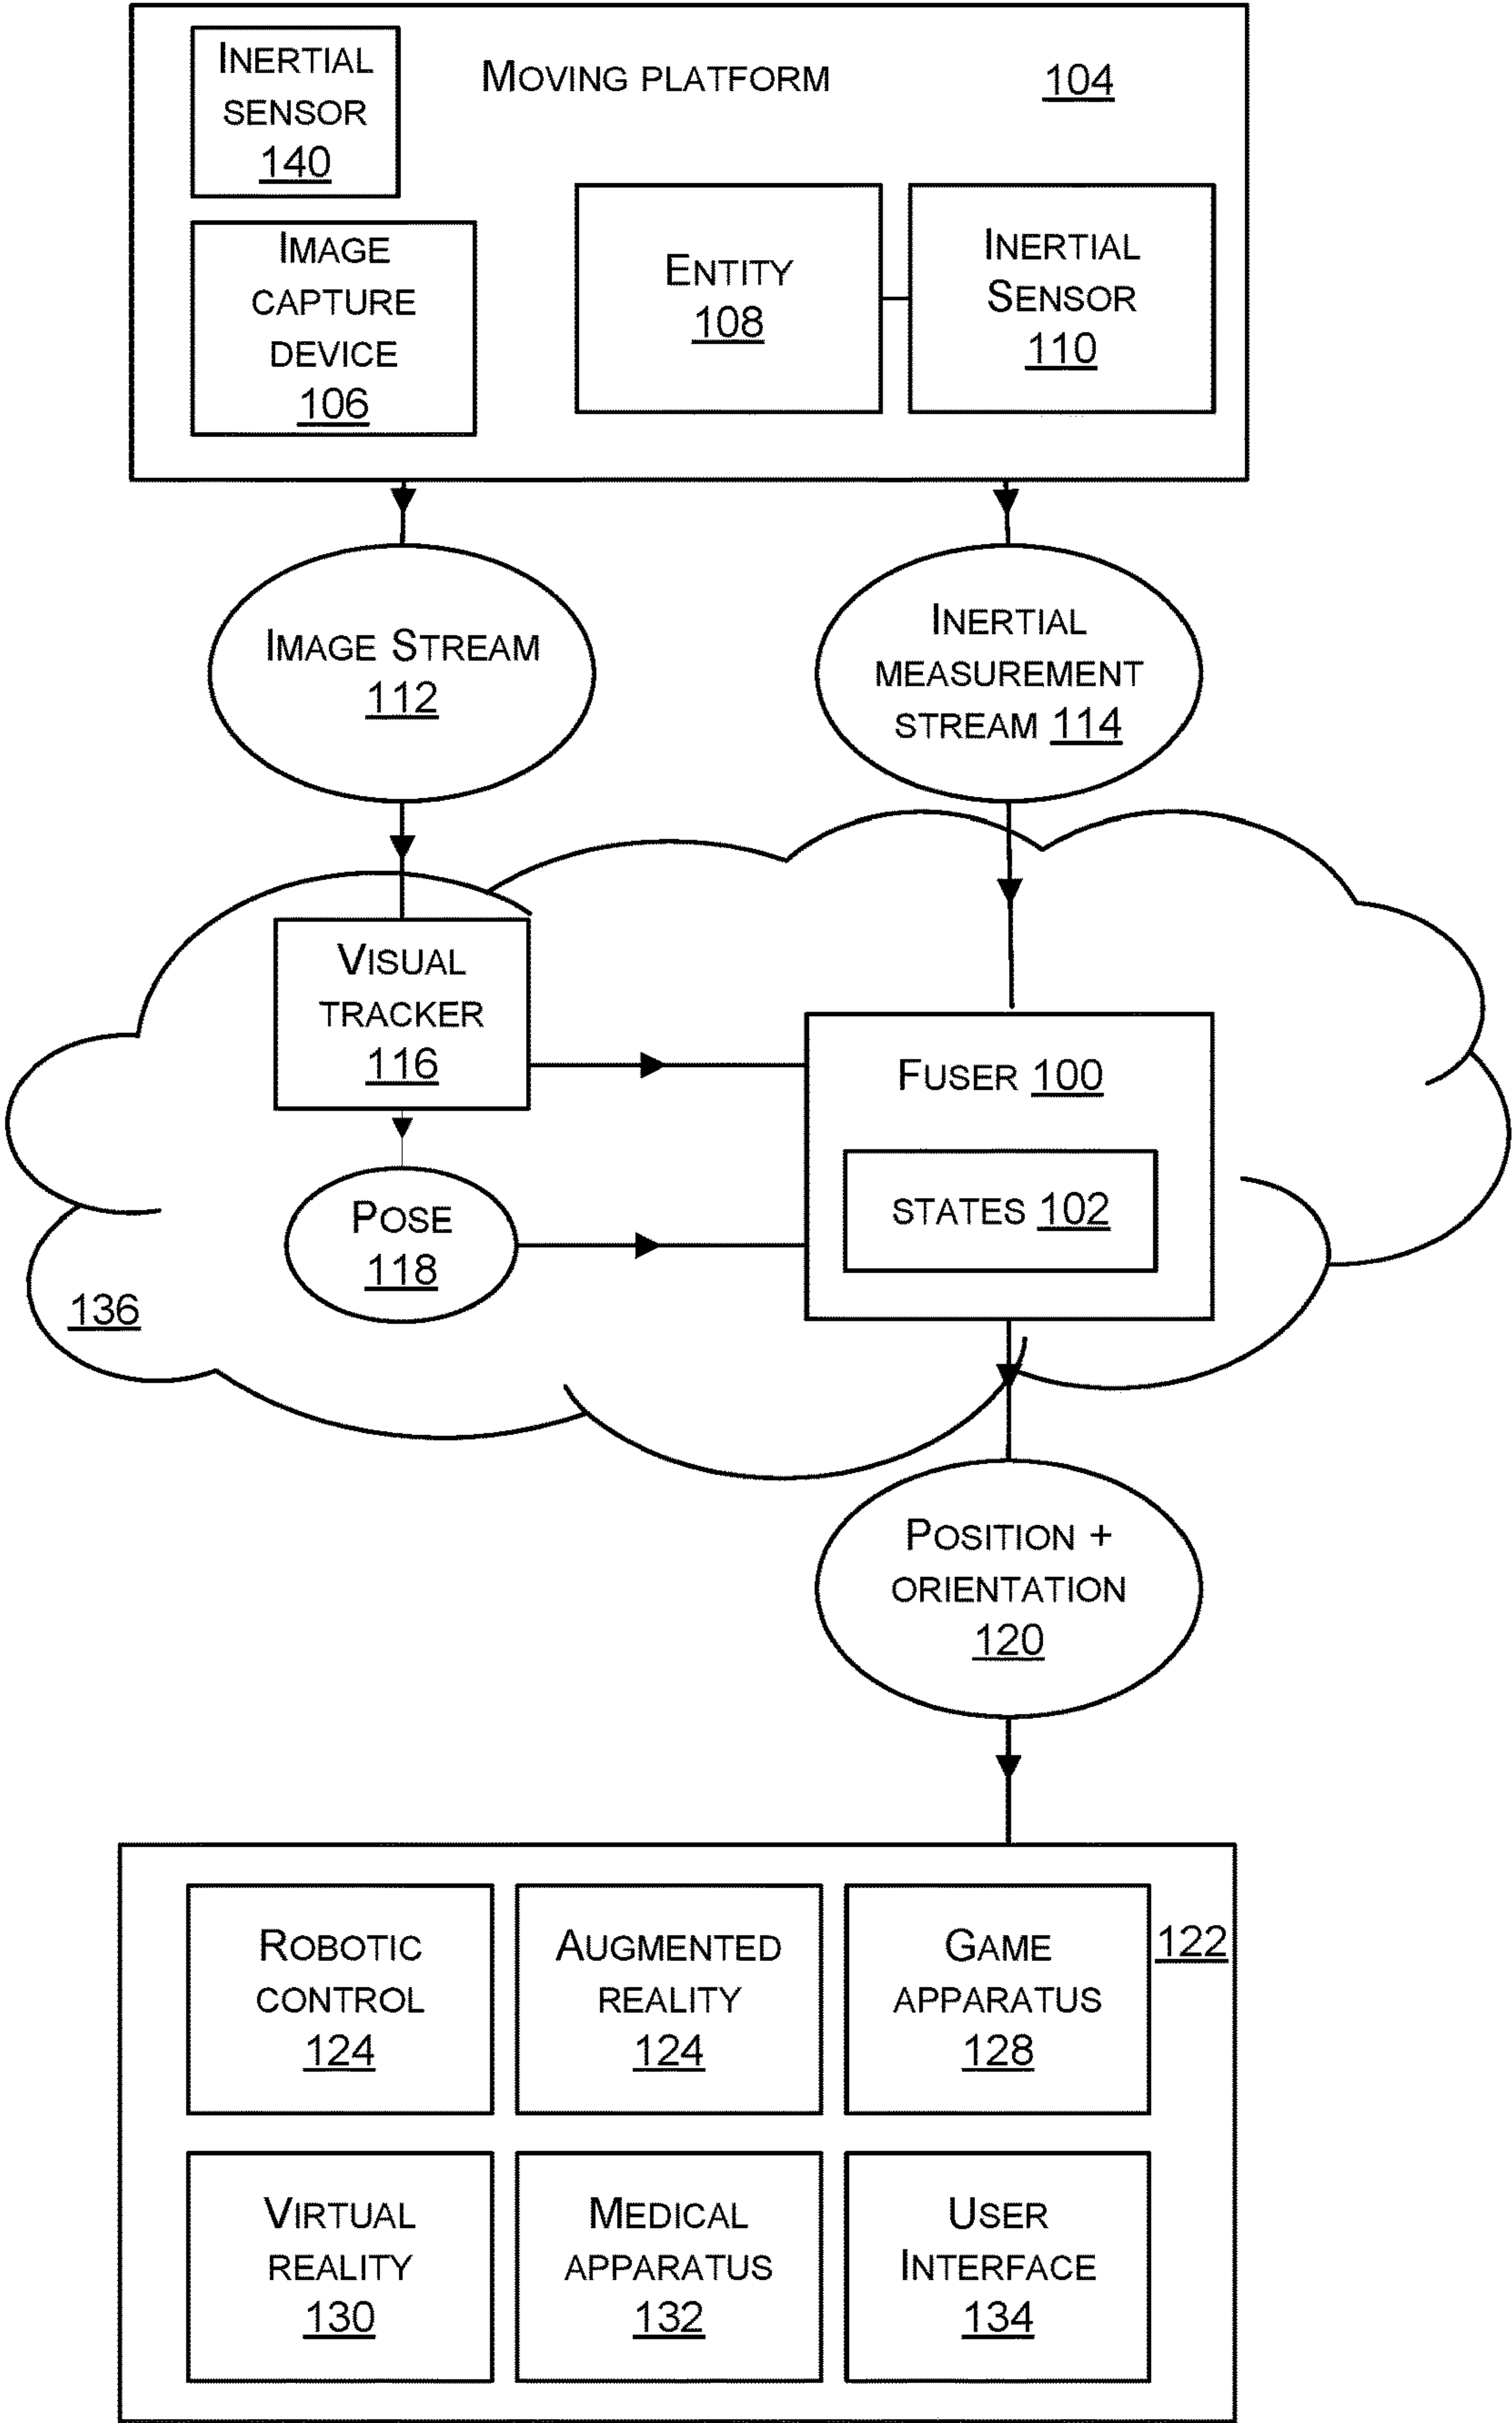 INERTIAL
SENSOR
140
MOVING PLATFORM
104
IMAGE
CAPTURE
DEVICE
106
ENTITY
108
INERTIAL
SENSOR
110
IMAGE STREAM
112
INERTIAL
MEASUREMENT
STREAM 114
VISUAL
TRACKER
116
FUSER 100
STATES 102
POSE
118
136
POSITION +
ORIENTATION
120
122
ROBOTIC
CONTROL
124
AUGMENTED
REALITY
124
GAME
APPARATUS
128
VIRTUAL
REALITY
130
MEDICAL
APPARATUS
132
USER
INTERFACE
134